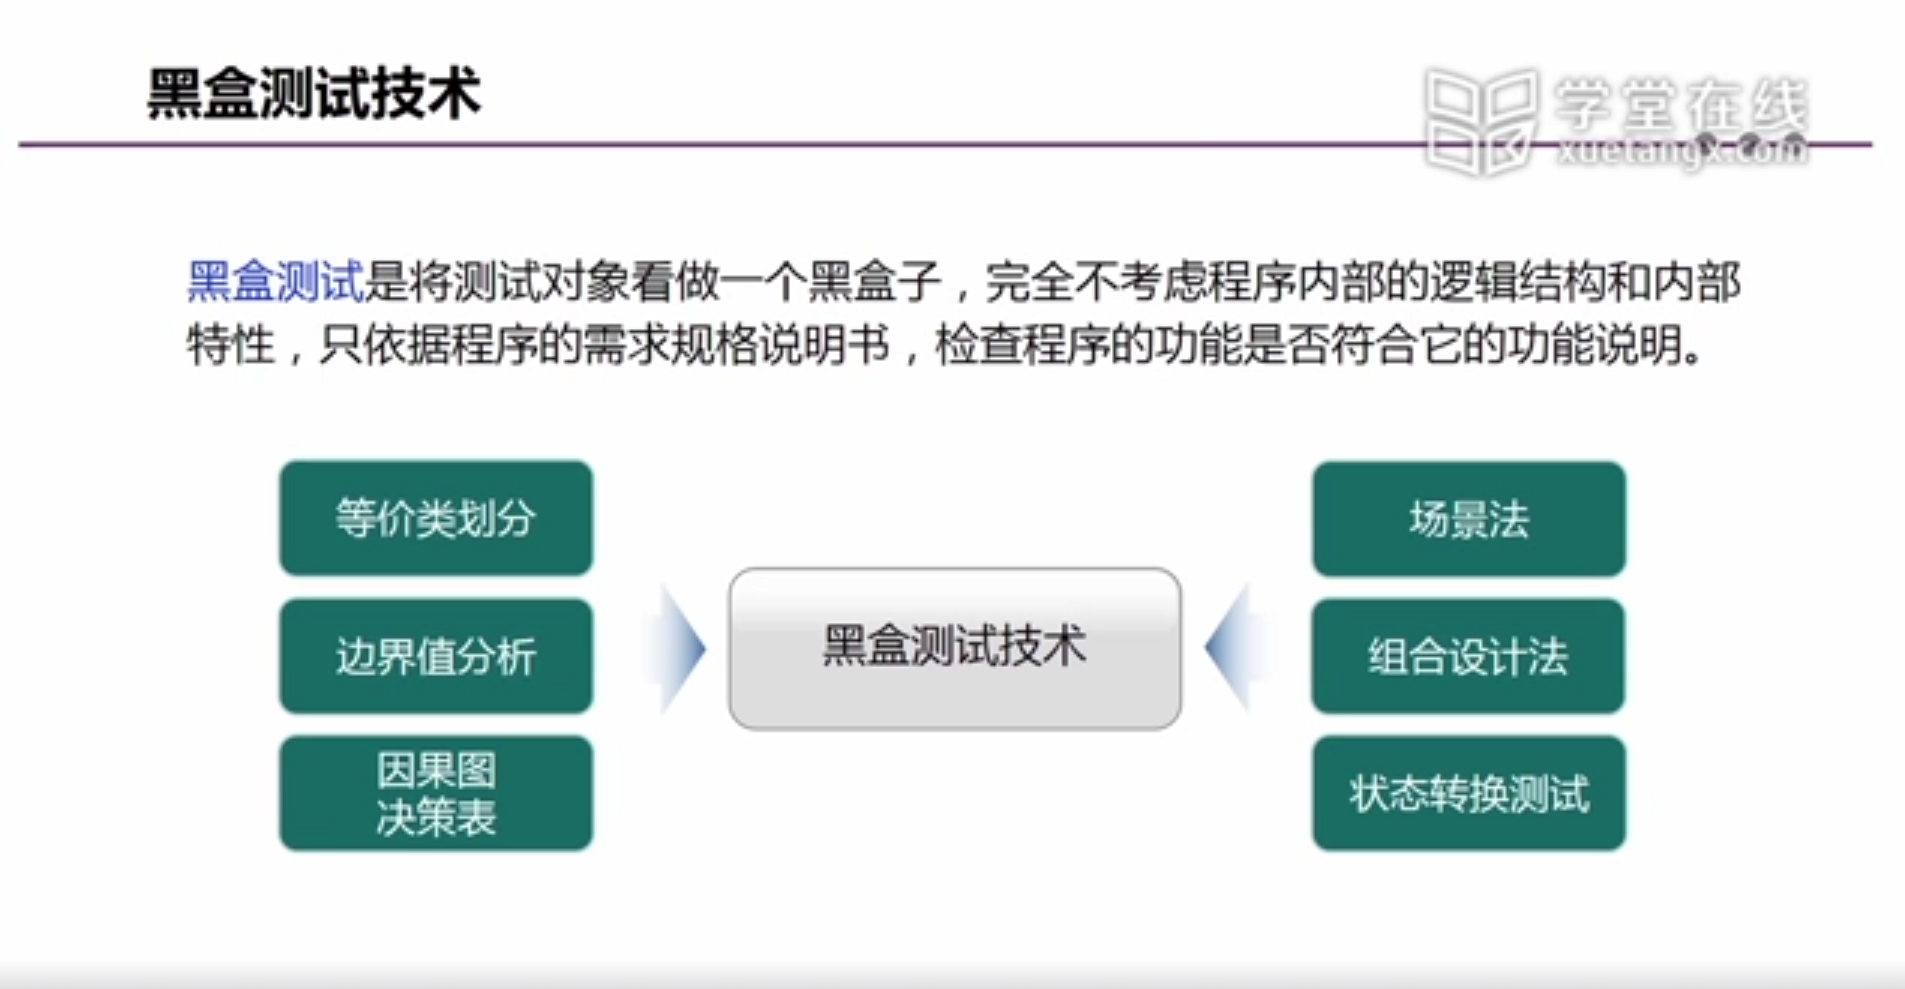 黑盒测试技术
学堂在线
xuetangx.com
黑盒测试是将测试对象看做一个黑盒子，完全不考虑程序内部的逻辑结构和内部
特性，只依据程序的需求规格说明书，检查程序的功能是否符合它的功能说明。
等价类划分
边界值分析
因果图
决策表
黑盒测试技术
场景法
组合设计法
状态转换测试